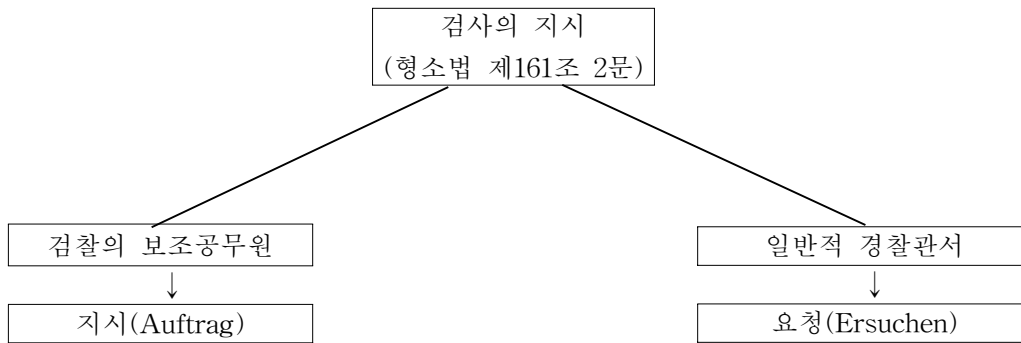 검사의 지시
(형소법 제161조 2문)
검찰의 보조공무원
일반적 경찰관서
지시(Auftrag)
요청(Ersuchen)